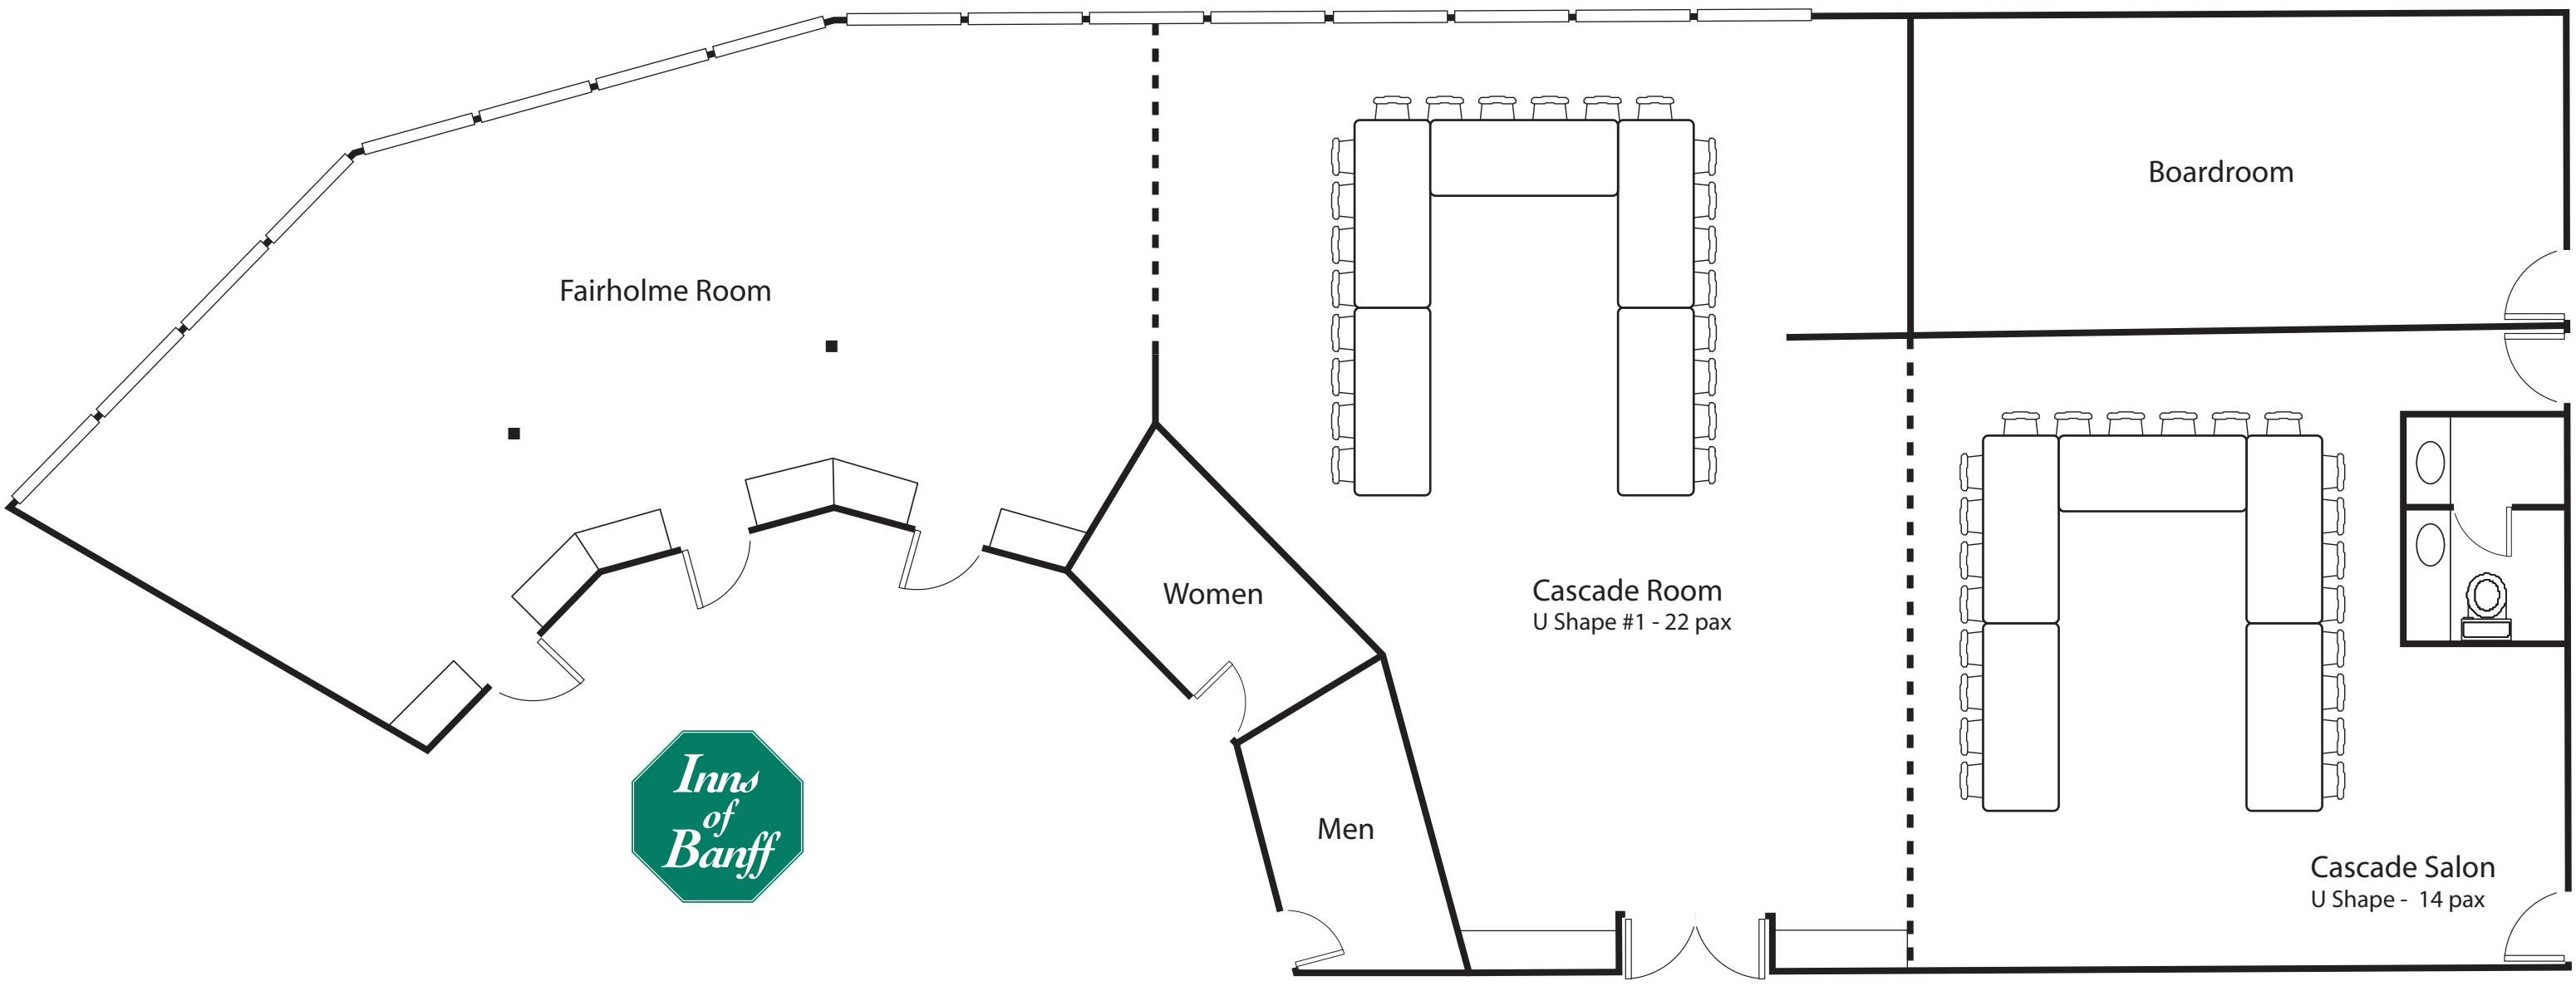 Boardroom
Fairholme Room
Women
Cascade Room
U Shape #1 - 22 pax
Inns
of
Banff
Men
Cascade Salon
U Shape -  14 pax